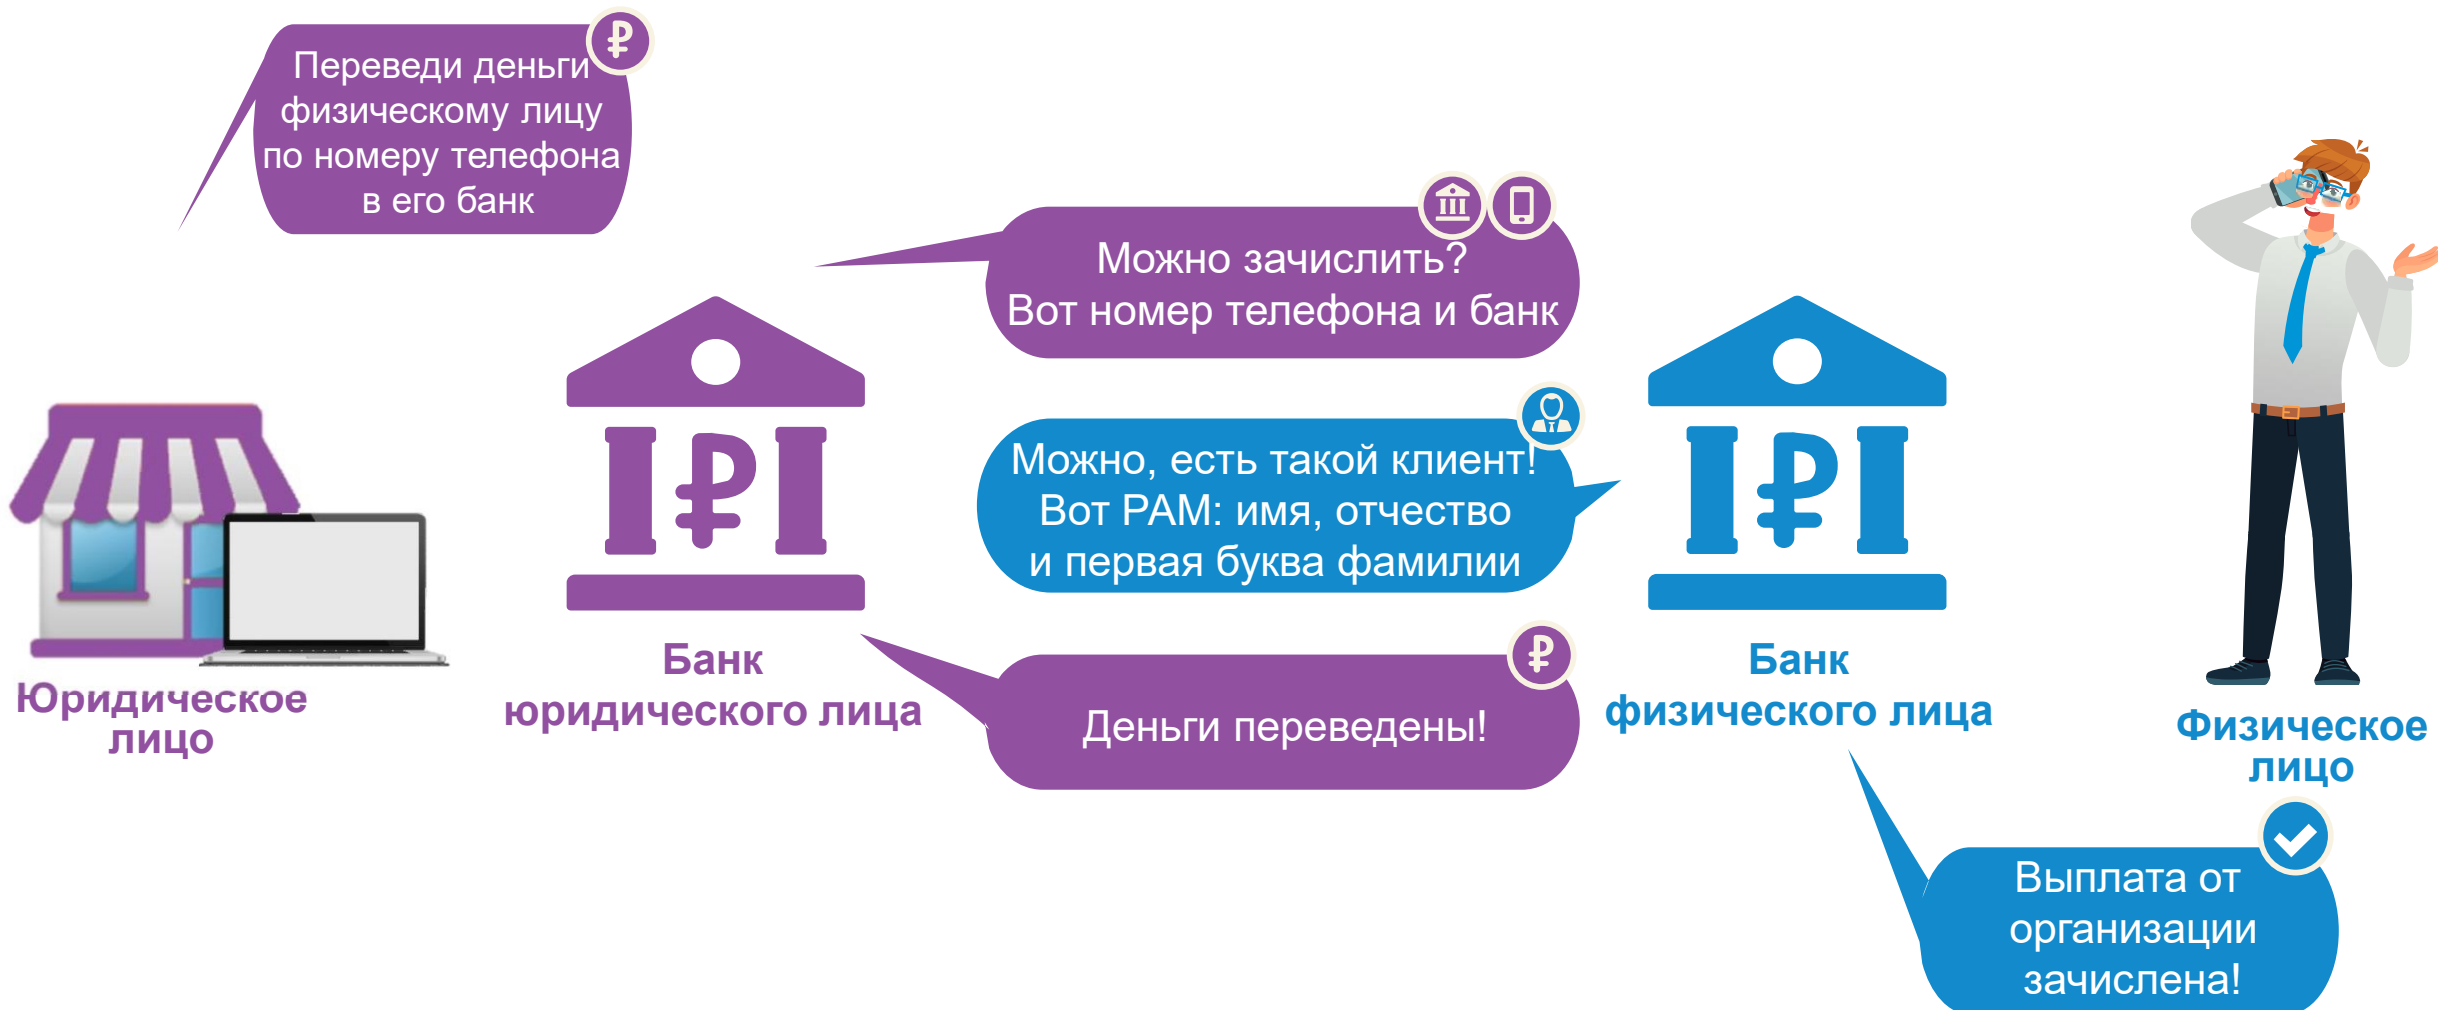 Переведи деньги
физическому лицу
по номеру телефона
в его банк
Можно зачислить?
Вот номер телефона и банк
Можно, есть такой клиент!
Вот PAM: имя, отчество
и первая буква фамилии
Деньги переведены!
Юридическое
лицо
Банк
юридического лица
Банк
физического лица
Физическое
лицо
Выплата от
организации
зачислена!